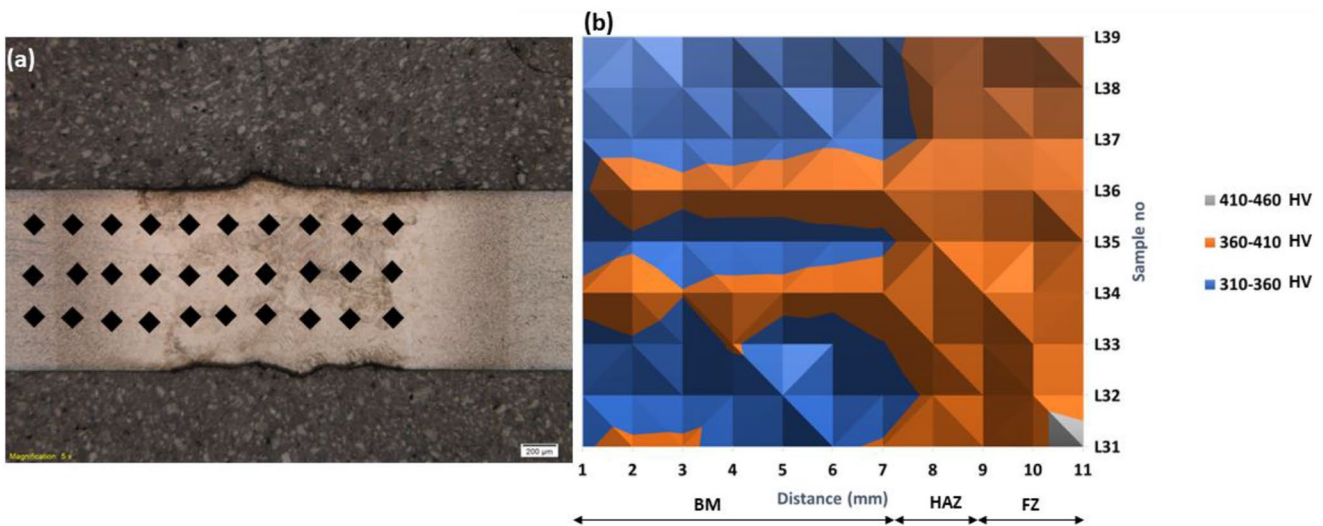 (a)
Magnification: 5 x
200 µm
(b)
L39
L38
L37
L36
L35
L34
L33
L32
L31
Sample no
1 2 3 4 5 6 7 8 9 10 11
Distance (mm)
BM HAZ FZ
410-460 HV
360-410 HV
310-360 HV